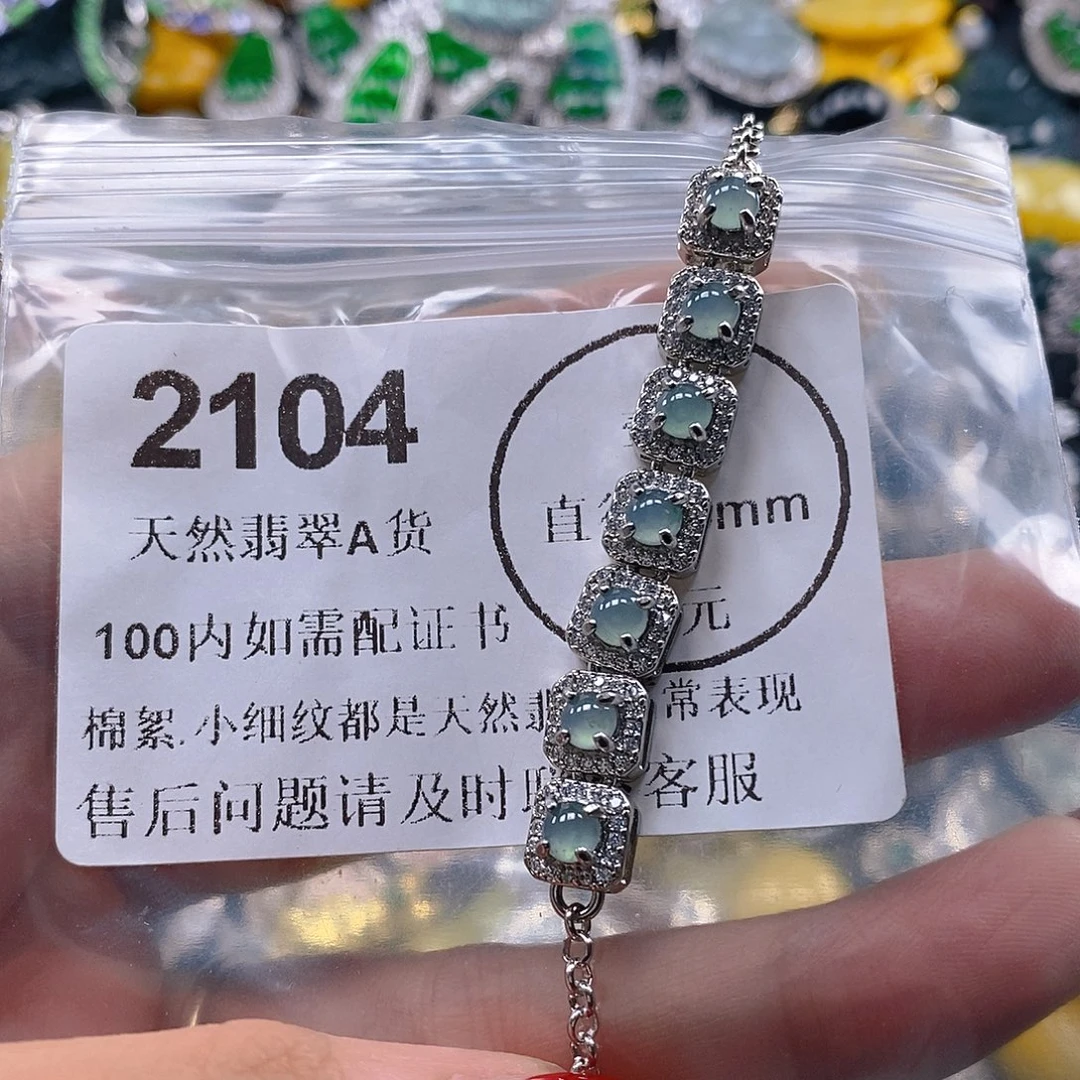 2104
天然翡翠A货
直 mm
元
100内如需配证书
棉絮.小细纹都是天然 常表现
售后问题请及时 客服